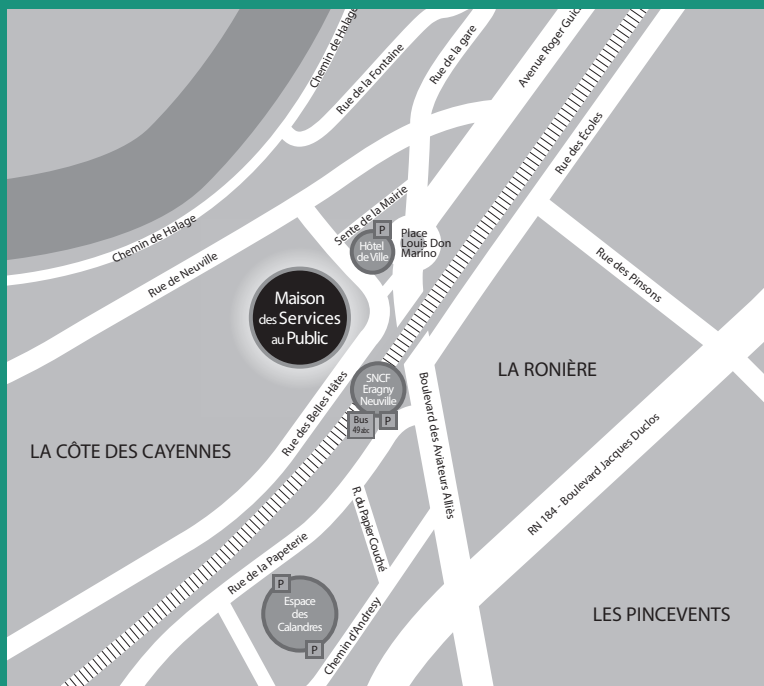 Chemin de Halage
Rue de la Fontaine
Rue de la gare
Avenue Roger Guic
Rue des Écoles
Chemin de Halage
Rue de Neuville
Sente de la Mairie
P
Hôtel
de Ville
Place
Louis Don
Marino
Rue des Pinsons
Maison
des Services
au Public
SNCF
Eragny
Neuville
Bus
49 abc
P
LA RONIÈRE
Rue des Belles Hâtes
Boulevard des Aviateurs Alliés
LA CÔTE DES CAYENNES
RN 184 - Boulevard Jacques Duclos
R. du Papier Couché
Rue de la Papeterie
P
Espace
des
Calandres
P
Chemin d'Andresy
LES PINCEVENTS